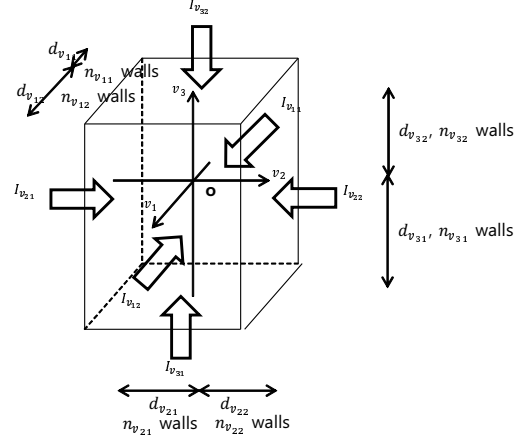 I_{v_{32}}
d_{v_{11}}
n_{v_{11}} walls
d_{v_{12}}
n_{v_{12}} walls
v_3
I_{v_{11}}
d_{v_{32}}, n_{v_{32}} walls
I_{v_{21}}
v_2
I_{v_{22}}
o
v_1
d_{v_{31}}, n_{v_{31}} walls
I_{v_{12}}
I_{v_{31}}
d_{v_{21}} d_{v_{22}}
n_{v_{21}} walls n_{v_{22}} walls